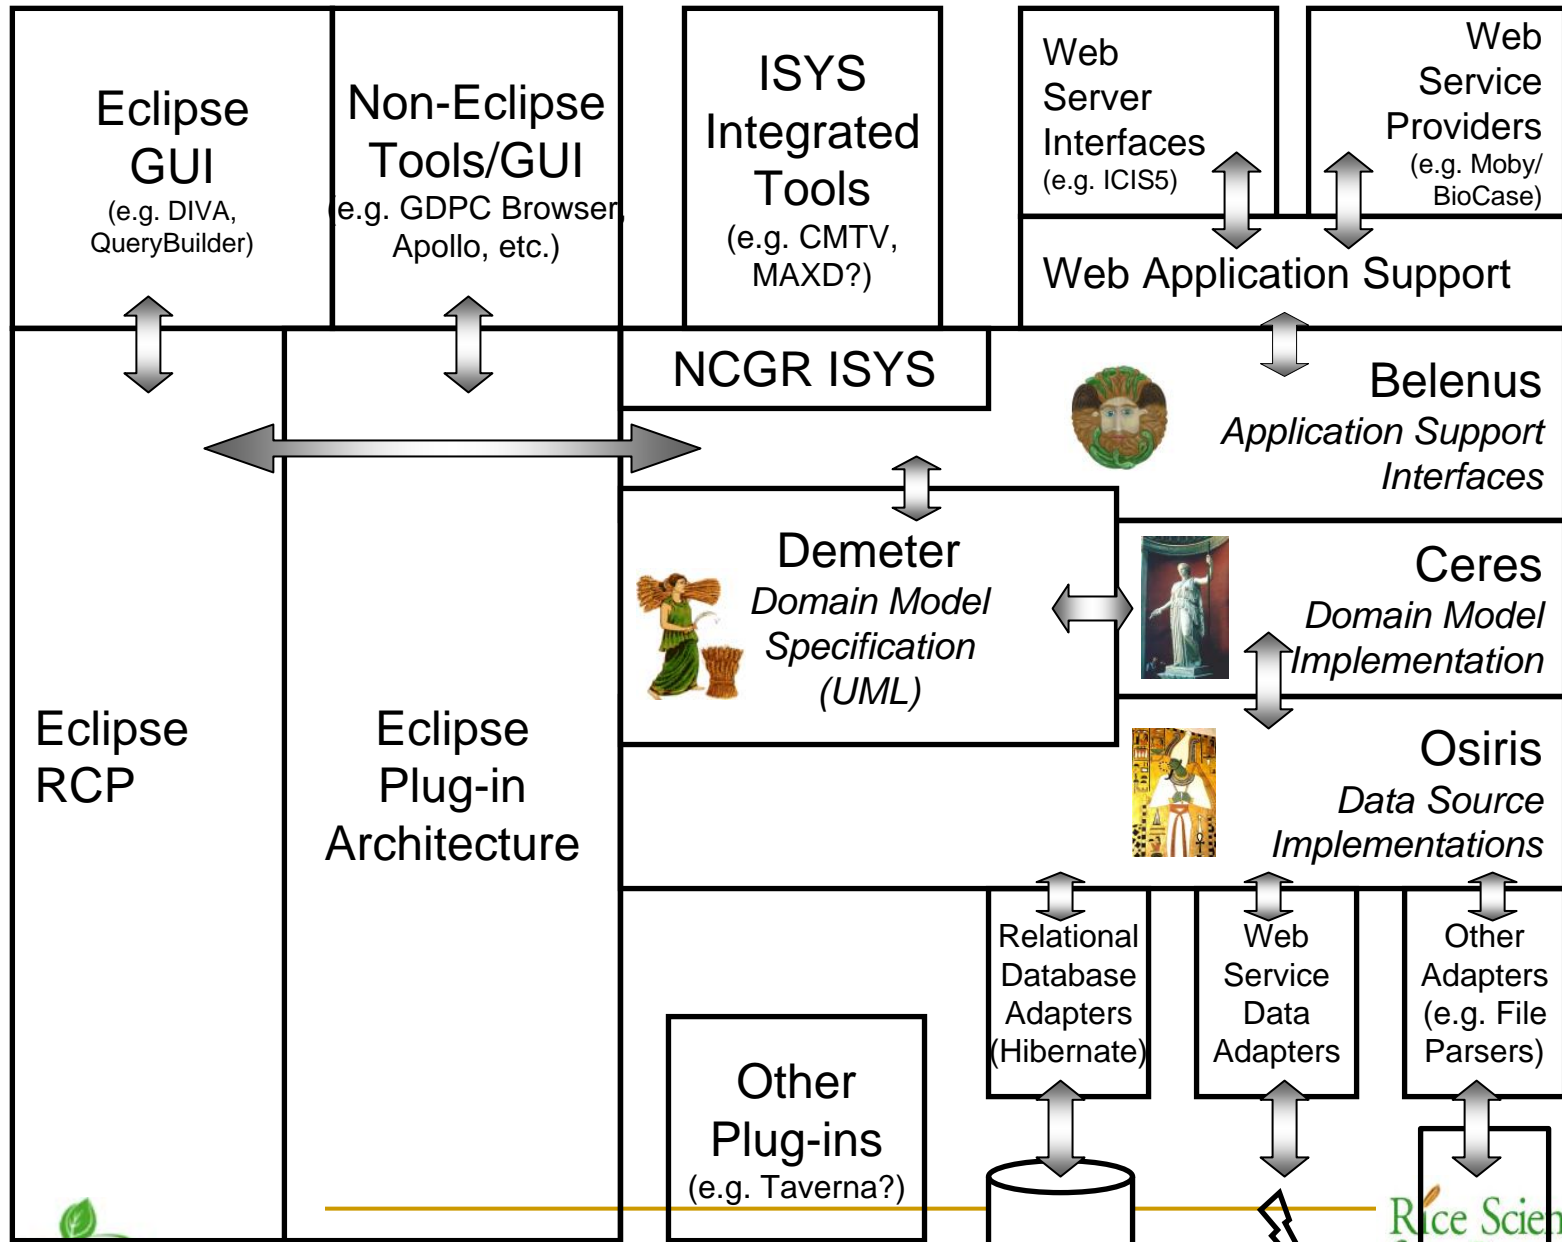 Eclipse
GUI
(e.g. DIVA,
QueryBuilder)
Non-Eclipse
Tools/GUI
(e.g. GDPC Browser,
Apollo, etc.)
ISYS
Integrated
Tools
(e.g. CMTV,
MAXD?)
Web
Server
Interfaces
(e.g. ICIS5)
Web
Service
Providers
(e.g. Moby/
BioCase)
Web Application Support
NCGR ISYS
Belenus
Application Support
Interfaces
Demeter
Domain Model
Specification
(UML)
Ceres
Domain Model
Implementation
Eclipse
RCP
Eclipse
Plug-in
Architecture
Osiris
Data Source
Implementations
Relational
Database
Adapters
(Hibernate)
Web
Service
Data
Adapters
Other
Adapters
(e.g. File
Parsers)
Other
Plug-ins
(e.g. Taverna?)
Rice Scien